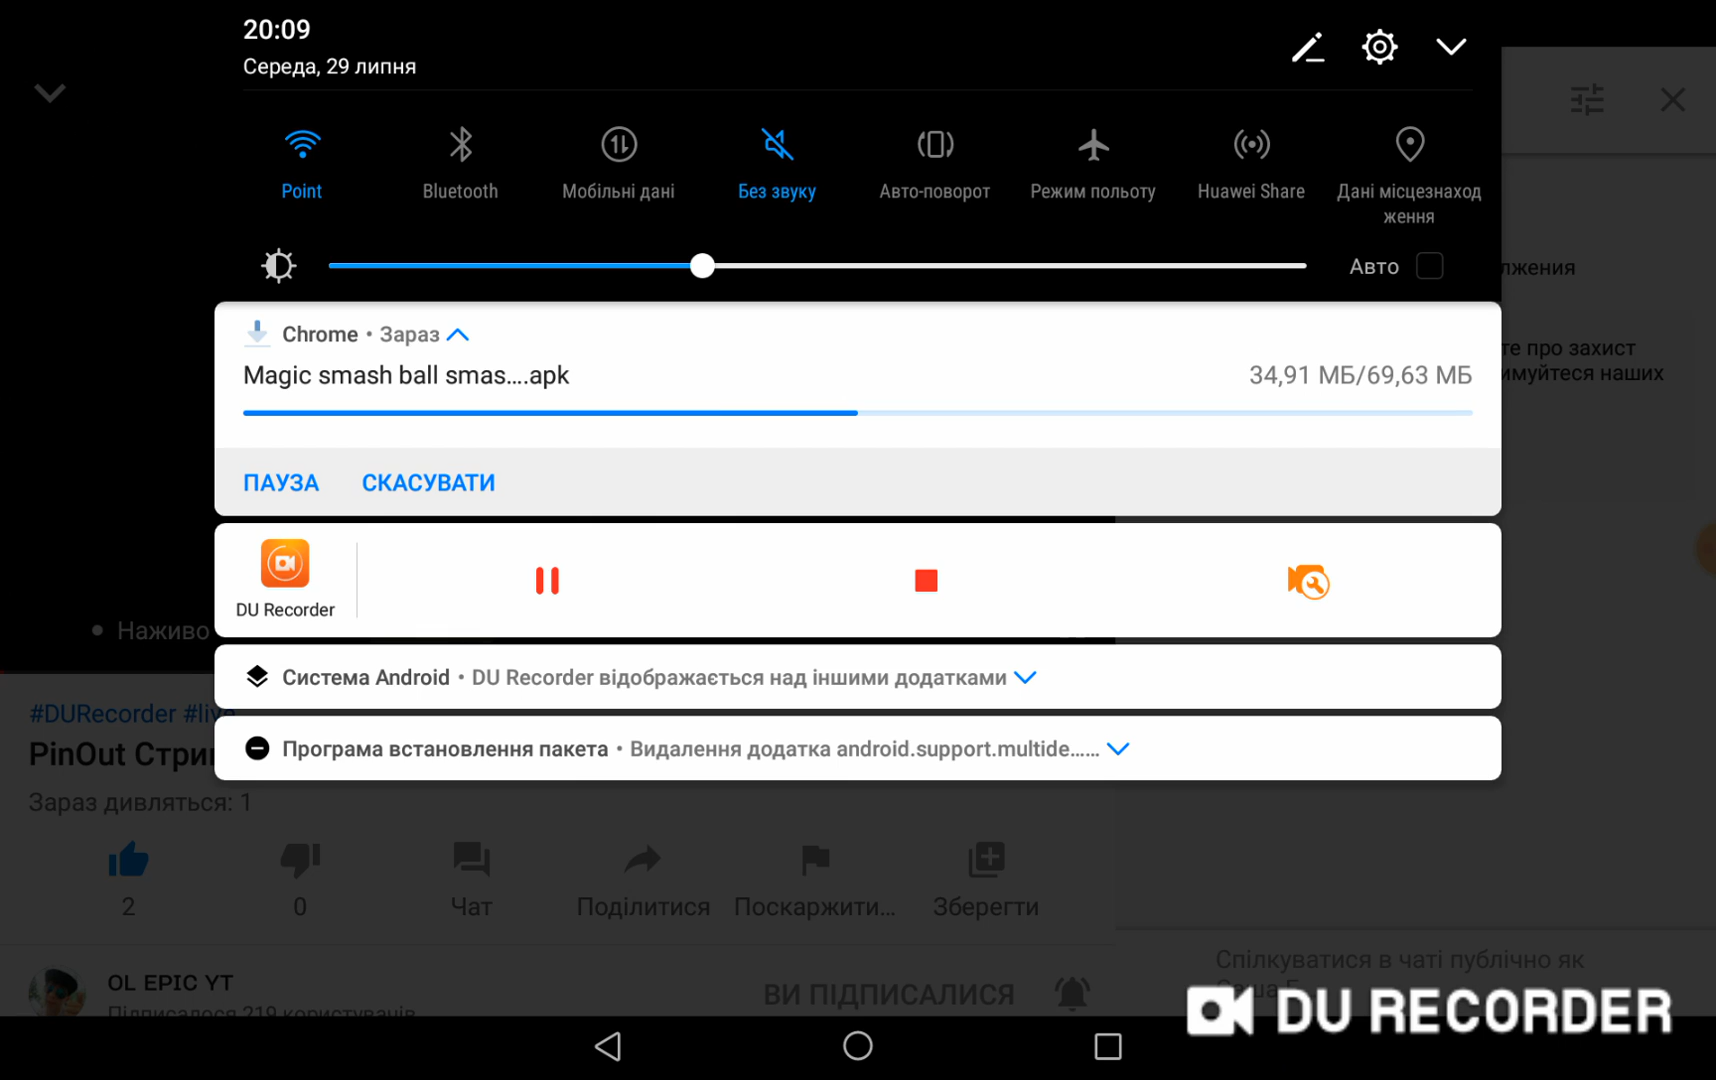 20:09
Середа, 29 липня
Point
Bluetooth
Мобільні дані
Без звуку
Авто-поворот
Режим польоту
Huawei Share
Дані місцезнаход
ження
Авто
лжения
Chrome • Зараз
Magic smash ball smas....apk
34,91 МБ/69,63 МБ
те про захист
имуйтеся наших
ПАУЗА
СКАСУВАТИ
DU Recorder
• Наживо
Система Android • DU Recorder відображається над іншими додатками
#DURecorder #live
PinOut Стри
Програма встановлення пакета • Видалення додатка android.support.multide......
Зараз дивляться: 1
2
0
Чат
Поділитися
Поскаржити...
Зберегти
OL EPIC YT
Підписалося 219 користувачів
ВИ ПІДПИСАЛИСЯ
Спілкуватися в чаті публічно як
DU RECORDER